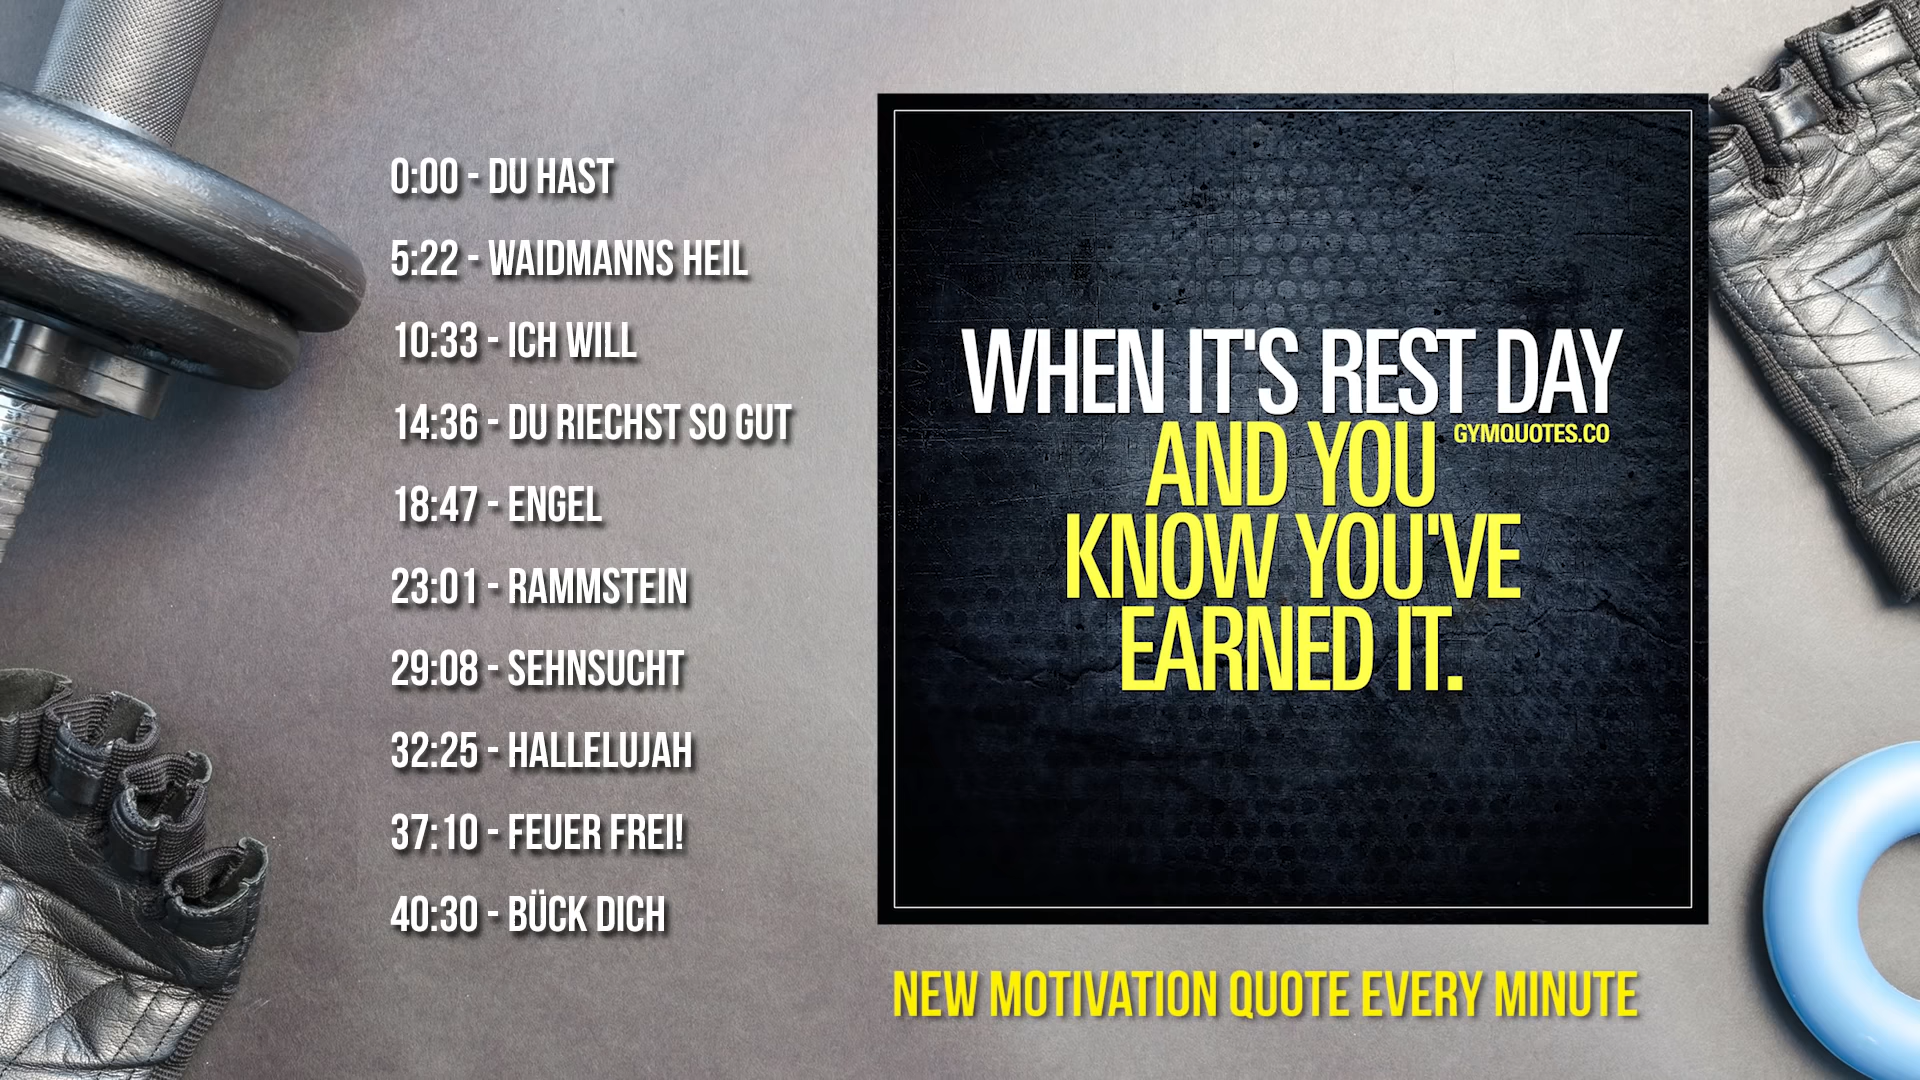 0:00 - DU HAST
5:22 - WAIDMANNS HEIL
10:33 - ICH WILL
14:36 - DU RIECHST SO GUT
18:47 - ENGEL
23:01 - RAMMSTEIN
29:08 - SEHNSUCHT
32:25 - HALLELUJAH
37:10 - FEUER FREI!
40:30 - BÜCK DICH
WHEN IT'S REST DAY
AND YOU
GYMQUOTES.CO
KNOW YOU'VE
EARNED IT.
NEW MOTIVATION QUOTE EVERY MINUTE